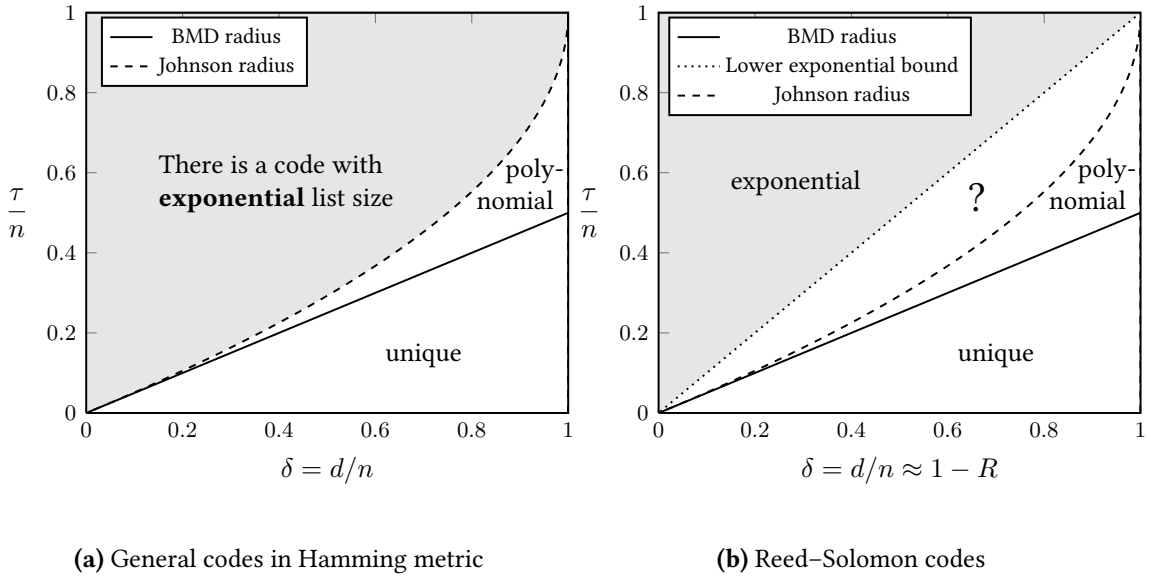 1
0.8
0.6
0.4
0.2
0
τ/n
BMD radius
Johnson radius
There is a code with
exponential list size
poly-
nomial
unique
0 0.2 0.4 0.6 0.8 1
δ = d/n
(a) General codes in Hamming metric
1
0.8
0.6
0.4
0.2
0
τ/n
BMD radius
Lower exponential bound
Johnson radius
exponential
?
poly-
nomial
unique
0 0.2 0.4 0.6 0.8 1
δ = d/n ≈ 1 − R
(b) Reed–Solomon codes